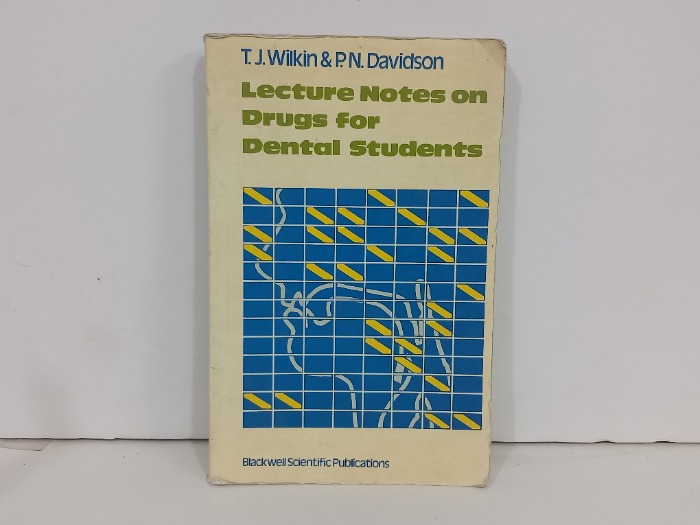 T. J. Wilkin & P. N. Davidson
Lecture Notes on
Drugs for
Dental Students
Blackwell Scientific Publications